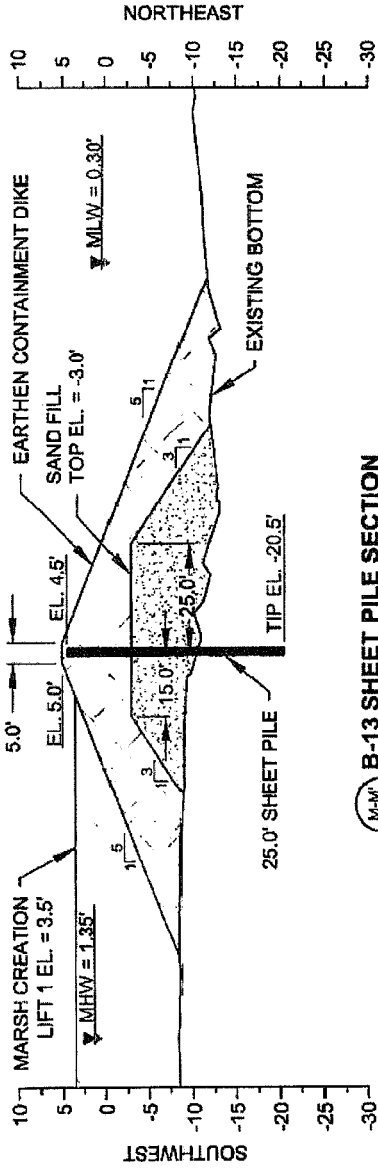 NORTHEAST
10
5
0
-5
-10
-15
-20
-25
-30
EARTHEN CONTAINMENT DIKE
MLW = 0.30'
SAND FILL
TOP EL. = -3.0'
5
1
3
1
EXISTING BOTTOM
5.0'
EL. 4.5'
EL. 5.0'
25.0'
15.0'
TIP EL. -20.5'
25.0' SHEET PILE
3
1
5
1
MARSH CREATION
LIFT 1 EL. = 3.5'
MHW = 1.35'
10
5
0
-5
-10
-15
-20
-25
-30
SOUTHWEST
M-M' B-13 SHEET PILE SECTION